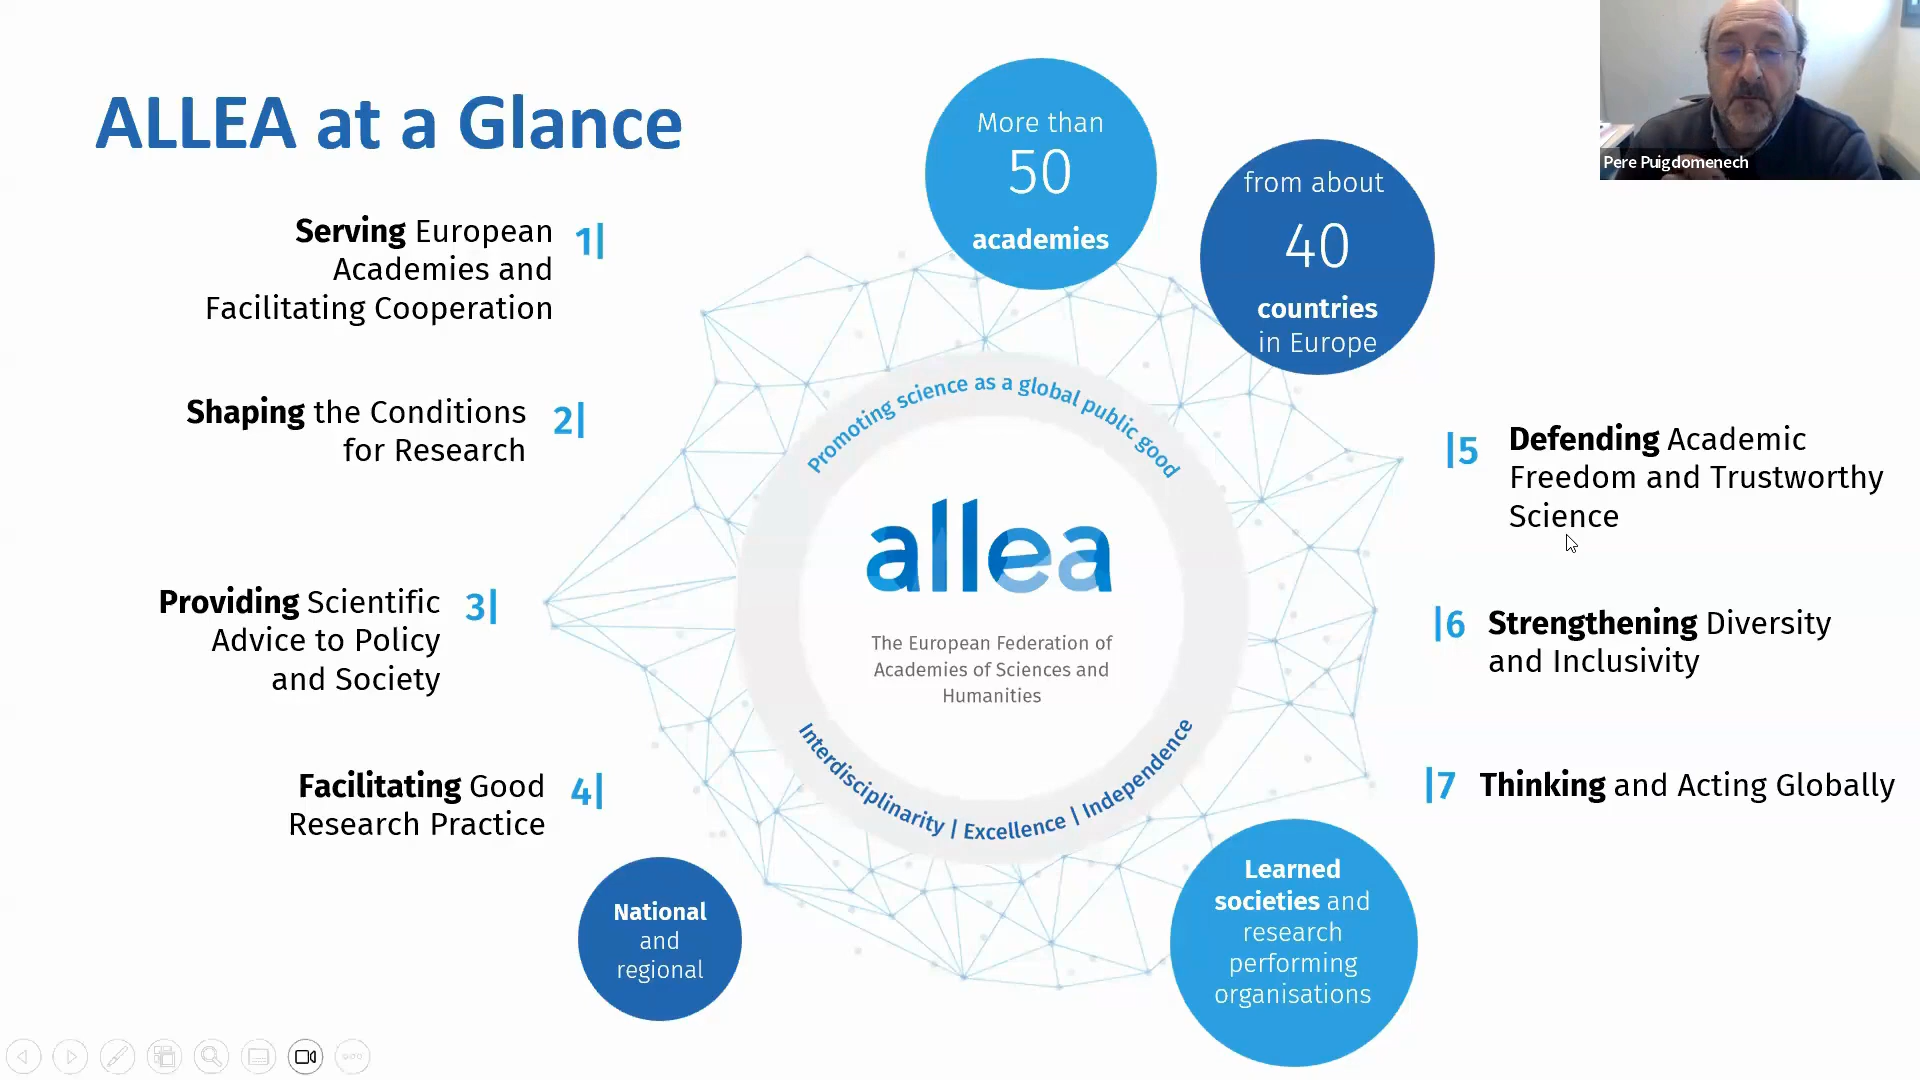 ALLEA at a Glance
Serving European
Academies and
Facilitating Cooperation
1|
Shaping the Conditions
for Research
2|
Providing Scientific
Advice to Policy
and Society
3|
Facilitating Good
Research Practice
4|
More than
50
academies
from about
40
countries
in Europe
Promoting science as a global public good
allea
The European Federation of
Academies of Sciences and
Humanities
Interdisciplinarity | Excellence | Independence
|5
Defending Academic
Freedom and Trustworthy
Science
|6
Strengthening Diversity
and Inclusivity
|7
Thinking and Acting Globally
National
and
regional
Learned
societies and
research
performing
organisations
Pere Puigdomenech